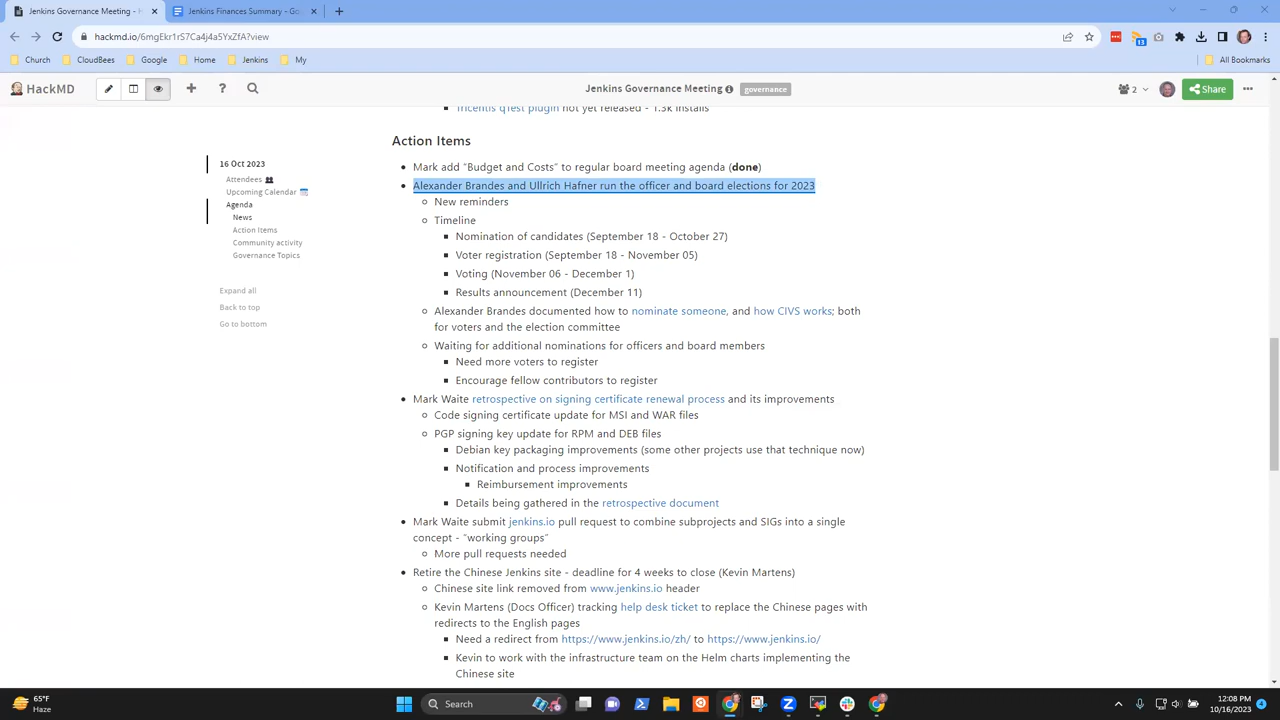 Jenkins Governance Meeting - H
Jenkins Finances Summary - Go
hackmd.io/6mgEkr1rS7Ca4j4a5YxZfA?view
13
Church
CloudBees
Google
Home
Jenkins
My
All Bookmarks
HackMD
Jenkins Governance Meeting
governance
2
Share
Tricentis qTest plugin not yet released - 1.3k installs
Action Items
16 Oct 2023
Attendees
Upcoming Calendar
Agenda
News
Action Items
Community activity
Governance Topics
Expand all
Back to top
Go to bottom
Mark add "Budget and Costs" to regular board meeting agenda (done)
Alexander Brandes and Ullrich Hafner run the officer and board elections for 2023
New reminders
Timeline
Nomination of candidates (September 18 - October 27)
Voter registration (September 18 - November 05)
Voting (November 06 - December 1)
Results announcement (December 11)
Alexander Brandes documented how to nominate someone, and how CIVS works; both
for voters and the election committee
Waiting for additional nominations for officers and board members
Need more voters to register
Encourage fellow contributors to register
Mark Waite retrospective on signing certificate renewal process and its improvements
Code signing certificate update for MSI and WAR files
PGP signing key update for RPM and DEB files
Debian key packaging improvements (some other projects use that technique now)
Notification and process improvements
Reimbursement improvements
Details being gathered in the retrospective document
Mark Waite submit jenkins.io pull request to combine subprojects and SIGs into a single
concept - "working groups"
More pull requests needed
Retire the Chinese Jenkins site - deadline for 4 weeks to close (Kevin Martens)
Chinese site link removed from www.jenkins.io header
Kevin Martens (Docs Officer) tracking help desk ticket to replace the Chinese pages with
redirects to the English pages
Need a redirect from https://www.jenkins.io/zh/ to https://www.jenkins.io/
Kevin to work with the infrastructure team on the Helm charts implementing the
Chinese site
65°F
Haze
Search
12:08 PM
10/16/2023